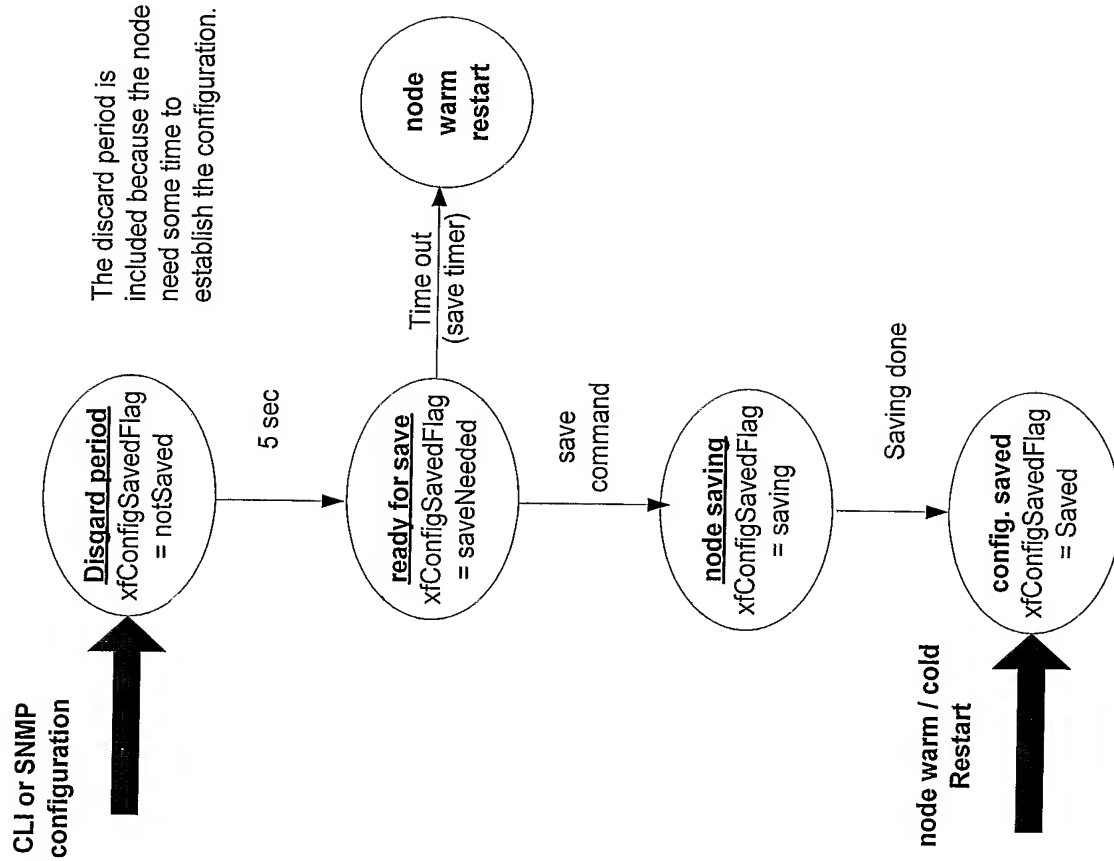 CLI or SNMP
configuration
Disgard period
xfConfigSavedFlag
= notSaved
The discard period is
included because the node
need some time to
establish the configuration.
5 sec
ready for save
xfConfigSavedFlag
= saveNeeded
Time out
(save timer)
node
warm
restart
save
command
node saving
xfConfigSavedFlag
= saving
Saving done
node warm / cold
Restart
config. saved
xfConfigSavedFlag
= Saved